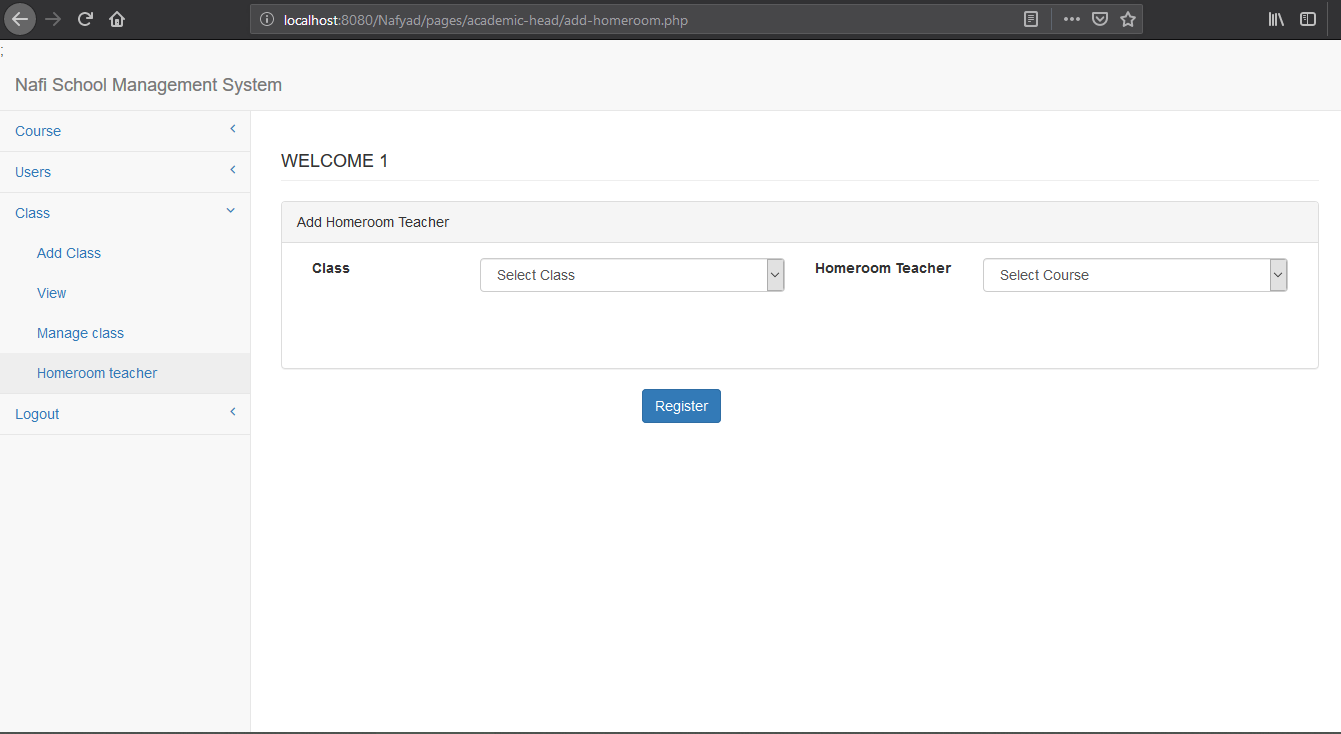 localhost:8080/Nafyad/pages/academic-head/add-homeroom.php
;
Nafi School Management System
Course
Users
Class
Add Class
View
Manage class
Homeroom teacher
Logout
WELCOME 1
Add Homeroom Teacher
Class Select Class Homeroom Teacher Select Course
Register